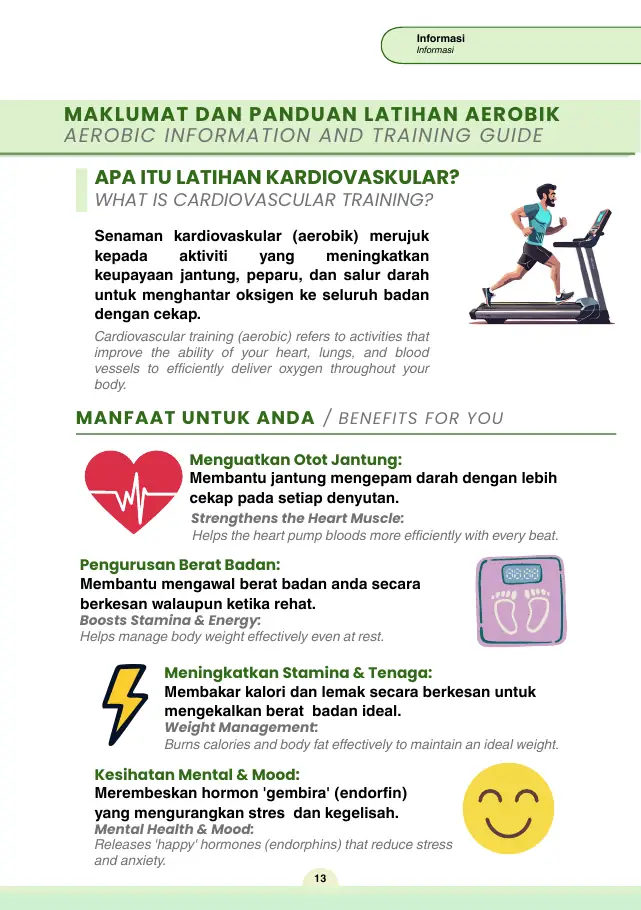 Informasi
Informasi
MAKLUMAT DAN PANDUAN LATIHAN AEROBIK
AEROBIC INFORMATION AND TRAINING GUIDE
APA ITU LATIHAN KARDIOVASKULAR?
WHAT IS CARDIOVASCULAR TRAINING?
Senaman kardiovaskular (aerobik) merujuk
kepada aktiviti yang meningkatkan
keupayaan jantung, peparu, dan salur darah
untuk menghantar oksigen ke seluruh badan
dengan cekap.
Cardiovascular training (aerobic) refers to activities that
improve the ability of your heart, lungs, and blood
vessels to efficiently deliver oxygen throughout your
body.
MANFAAT UNTUK ANDA / BENEFITS FOR YOU
Menguatkan Otot Jantung:
Membantu jantung mengepam darah dengan lebih
cekap pada setiap denyutan.
Strengthens the Heart Muscle:
Helps the heart pump bloods more efficiently with every beat.
Pengurusan Berat Badan:
Membantu mengawal berat badan anda secara
berkesan walaupun ketika rehat.
Boosts Stamina & Energy:
Helps manage body weight effectively even at rest.
Meningkatkan Stamina & Tenaga:
Membakar kalori dan lemak secara berkesan untuk
mengekalkan berat badan ideal.
Weight Management:
Burns calories and body fat effectively to maintain an ideal weight.
Kesihatan Mental & Mood:
Merembeskan hormon 'gembira' (endorfin)
yang mengurangkan stres dan kegelisah.
Mental Health & Mood:
Releases 'happy' hormones (endorphins) that reduce stress
and anxiety.
13